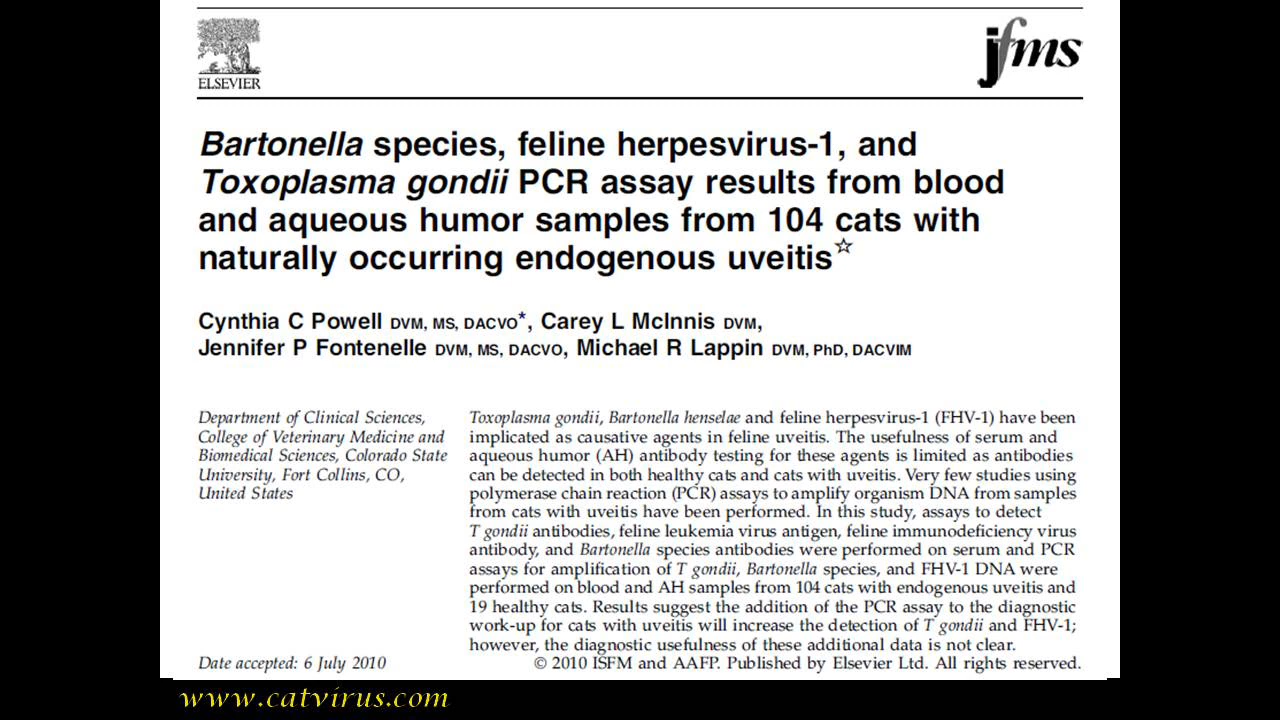 ELSEVIER
jfms
Bartonella species, feline herpesvirus-1, and
Toxoplasma gondii PCR assay results from blood
and aqueous humor samples from 104 cats with
naturally occurring endogenous uveitis☆
Cynthia C Powell DVM, MS, DACVO*, Carey L McInnis DVM,
Jennifer P Fontenelle DVM, MS, DACVO, Michael R Lappin DVM, PhD, DACVIM
Department of Clinical Sciences,
College of Veterinary Medicine and
Biomedical Sciences, Colorado State
University, Fort Collins, CO,
United States
Toxoplasma gondii, Bartonella henselae and feline herpesvirus-1 (FHV-1) have been
implicated as causative agents in feline uveitis. The usefulness of serum and
aqueous humor (AH) antibody testing for these agents is limited as antibodies
can be detected in both healthy cats and cats with uveitis. Very few studies using
polymerase chain reaction (PCR) assays to amplify organism DNA from samples
from cats with uveitis have been performed. In this study, assays to detect
T gondii antibodies, feline leukemia virus antigen, feline immunodeficiency virus
antibody, and Bartonella species antibodies were performed on serum and PCR
assays for amplification of T gondii, Bartonella species, and FHV-1 DNA were
performed on blood and AH samples from 104 cats with endogenous uveitis and
19 healthy cats. Results suggest the addition of the PCR assay to the diagnostic
work-up for cats with uveitis will increase the detection of T gondii and FHV-1;
however, the diagnostic usefulness of these additional data is not clear.
Date accepted: 6 July 2010
© 2010 ISFM and AAFP. Published by Elsevier Ltd. All rights reserved.
www.catvirus.com